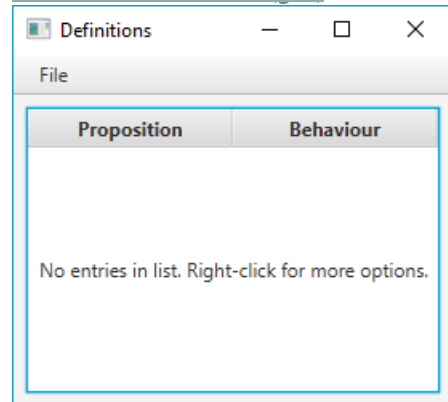 Definitions
File
Proposition Behaviour
No entries in list. Right-click for more options.